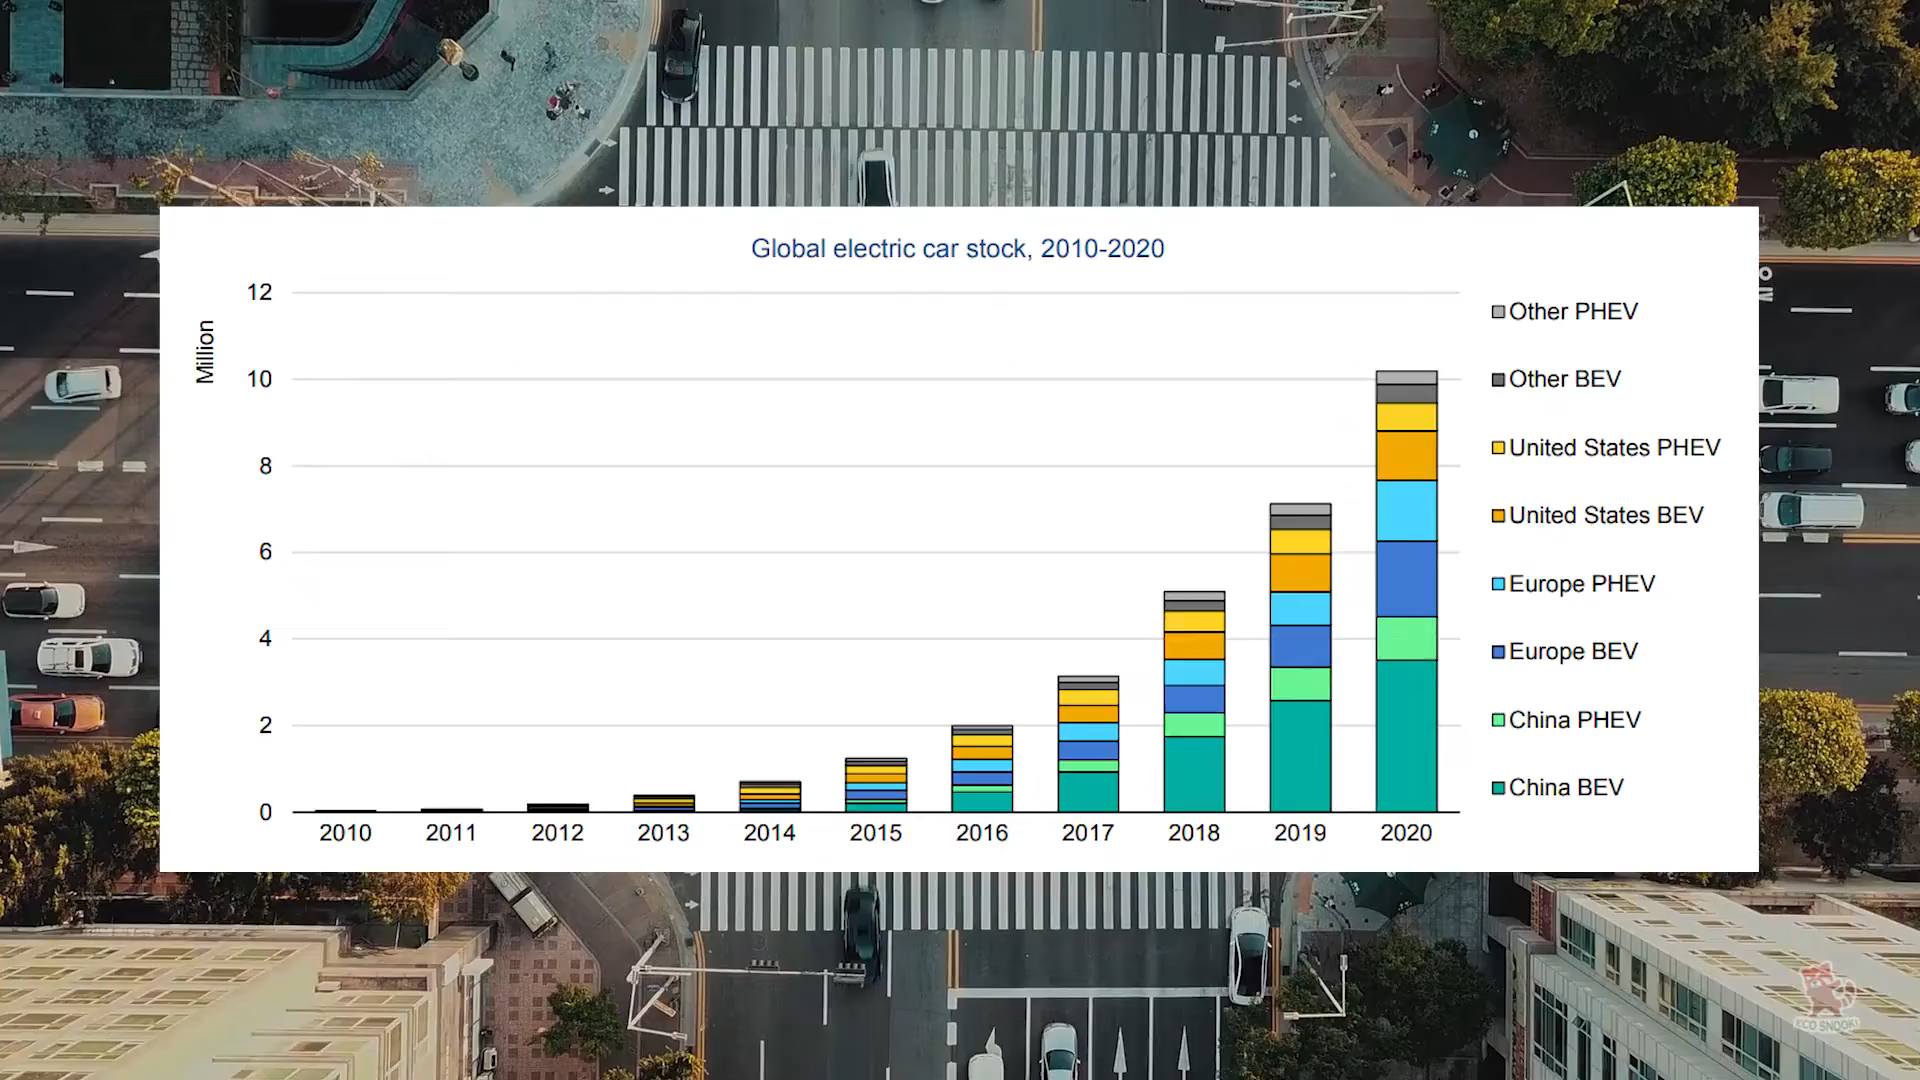 Global electric car stock, 2010-2020
Million
12
10
8
6
4
2
0
2010 2011 2012 2013 2014 2015 2016 2017 2018 2019 2020
Other PHEV
Other BEV
United States PHEV
United States BEV
Europe PHEV
Europe BEV
China PHEV
China BEV
ECO SNOOKI